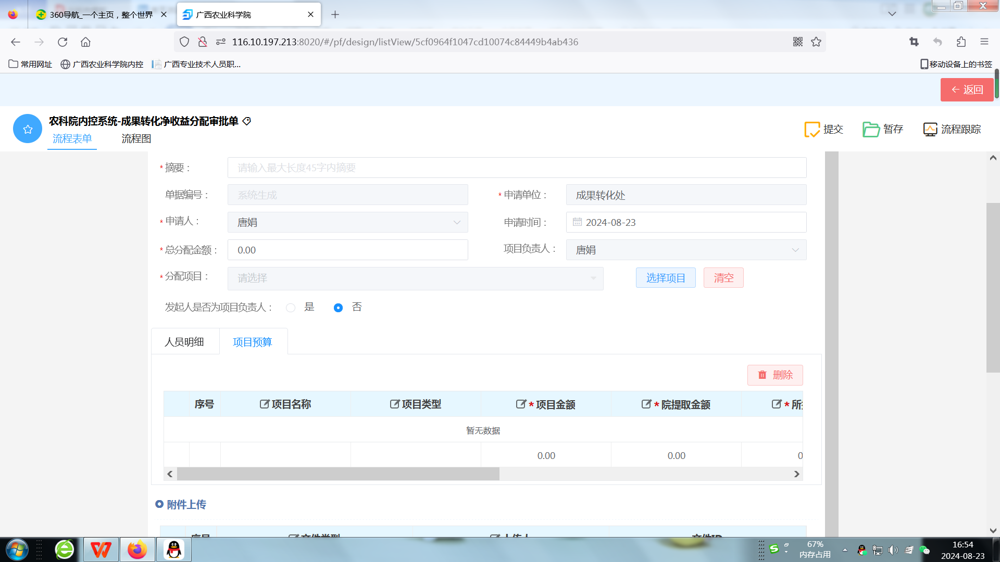 360导航_一个主页，整个世界
广西农业科学院
116.10.197.213:8020/#/pf/design/listView/5cf0964f1047cd10074c84449b4ab436
常用网址
广西农业科学院内控
广西专业技术人员职...
移动设备上的书签
返回
农科院内控系统-成果转化净收益分配审批单
流程表单
流程图
提交
暂存
流程跟踪
*摘要： 请输入最大长度45字内摘要
单据编号： 系统生成
*申请单位： 成果转化处
*申请人： 唐娟
申请时间： 2024-08-23
*总分配金额： 0.00
项目负责人： 唐娟
*分配项目： 请选择
选择项目
清空
发起人是否为项目负责人： 是 否
人员明细
项目预算
删除
序号 项目名称 项目类型 *项目金额 *院提取金额 *所
暂无数据
0.00 0.00 0
附件上传
序号 文件类型 上传人 文件ID
67%
内存占用
16:54
2024-08-23